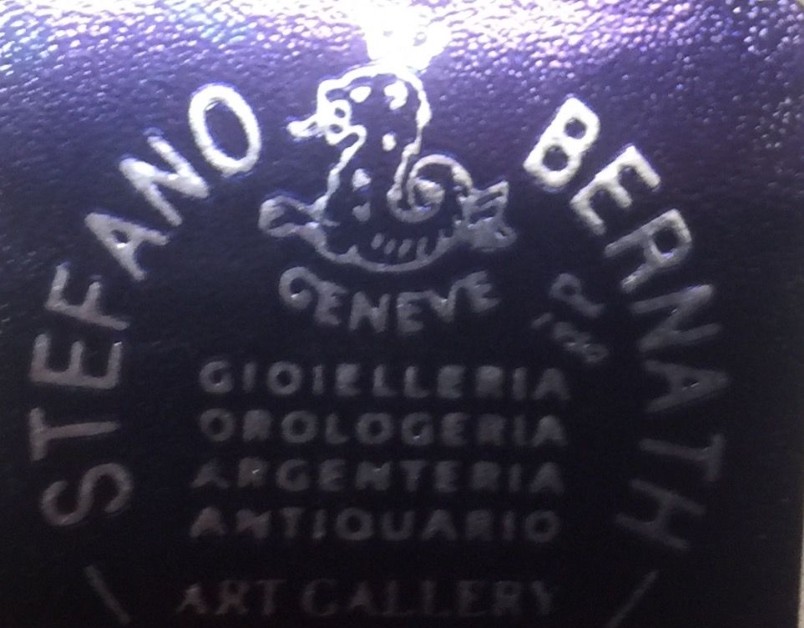 STEFANO BERNATH
GENEVE
GIOIELLERIA
OROLOGERIA
ARGENTERIA
ANTIQUARIO
ART GALLERY